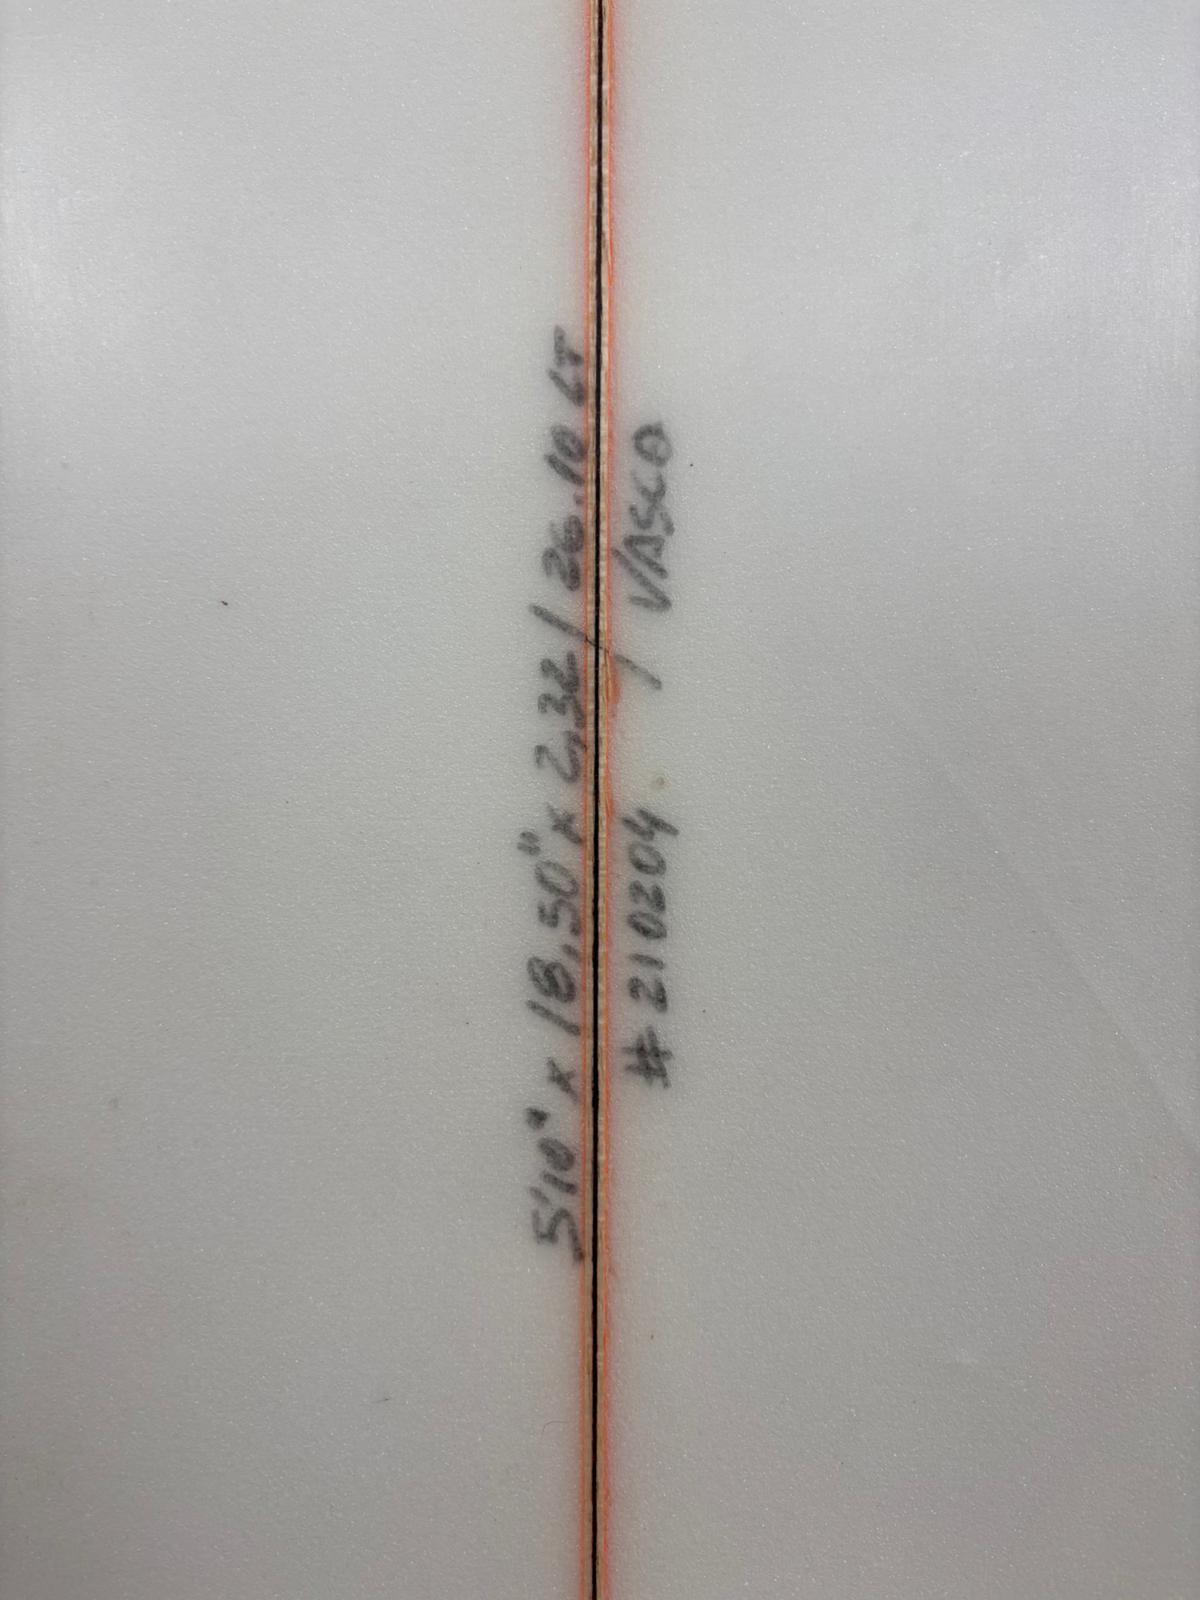 5'10" x 18,50" x 2,32 / 26.10 LT
# 210204 / VASCO